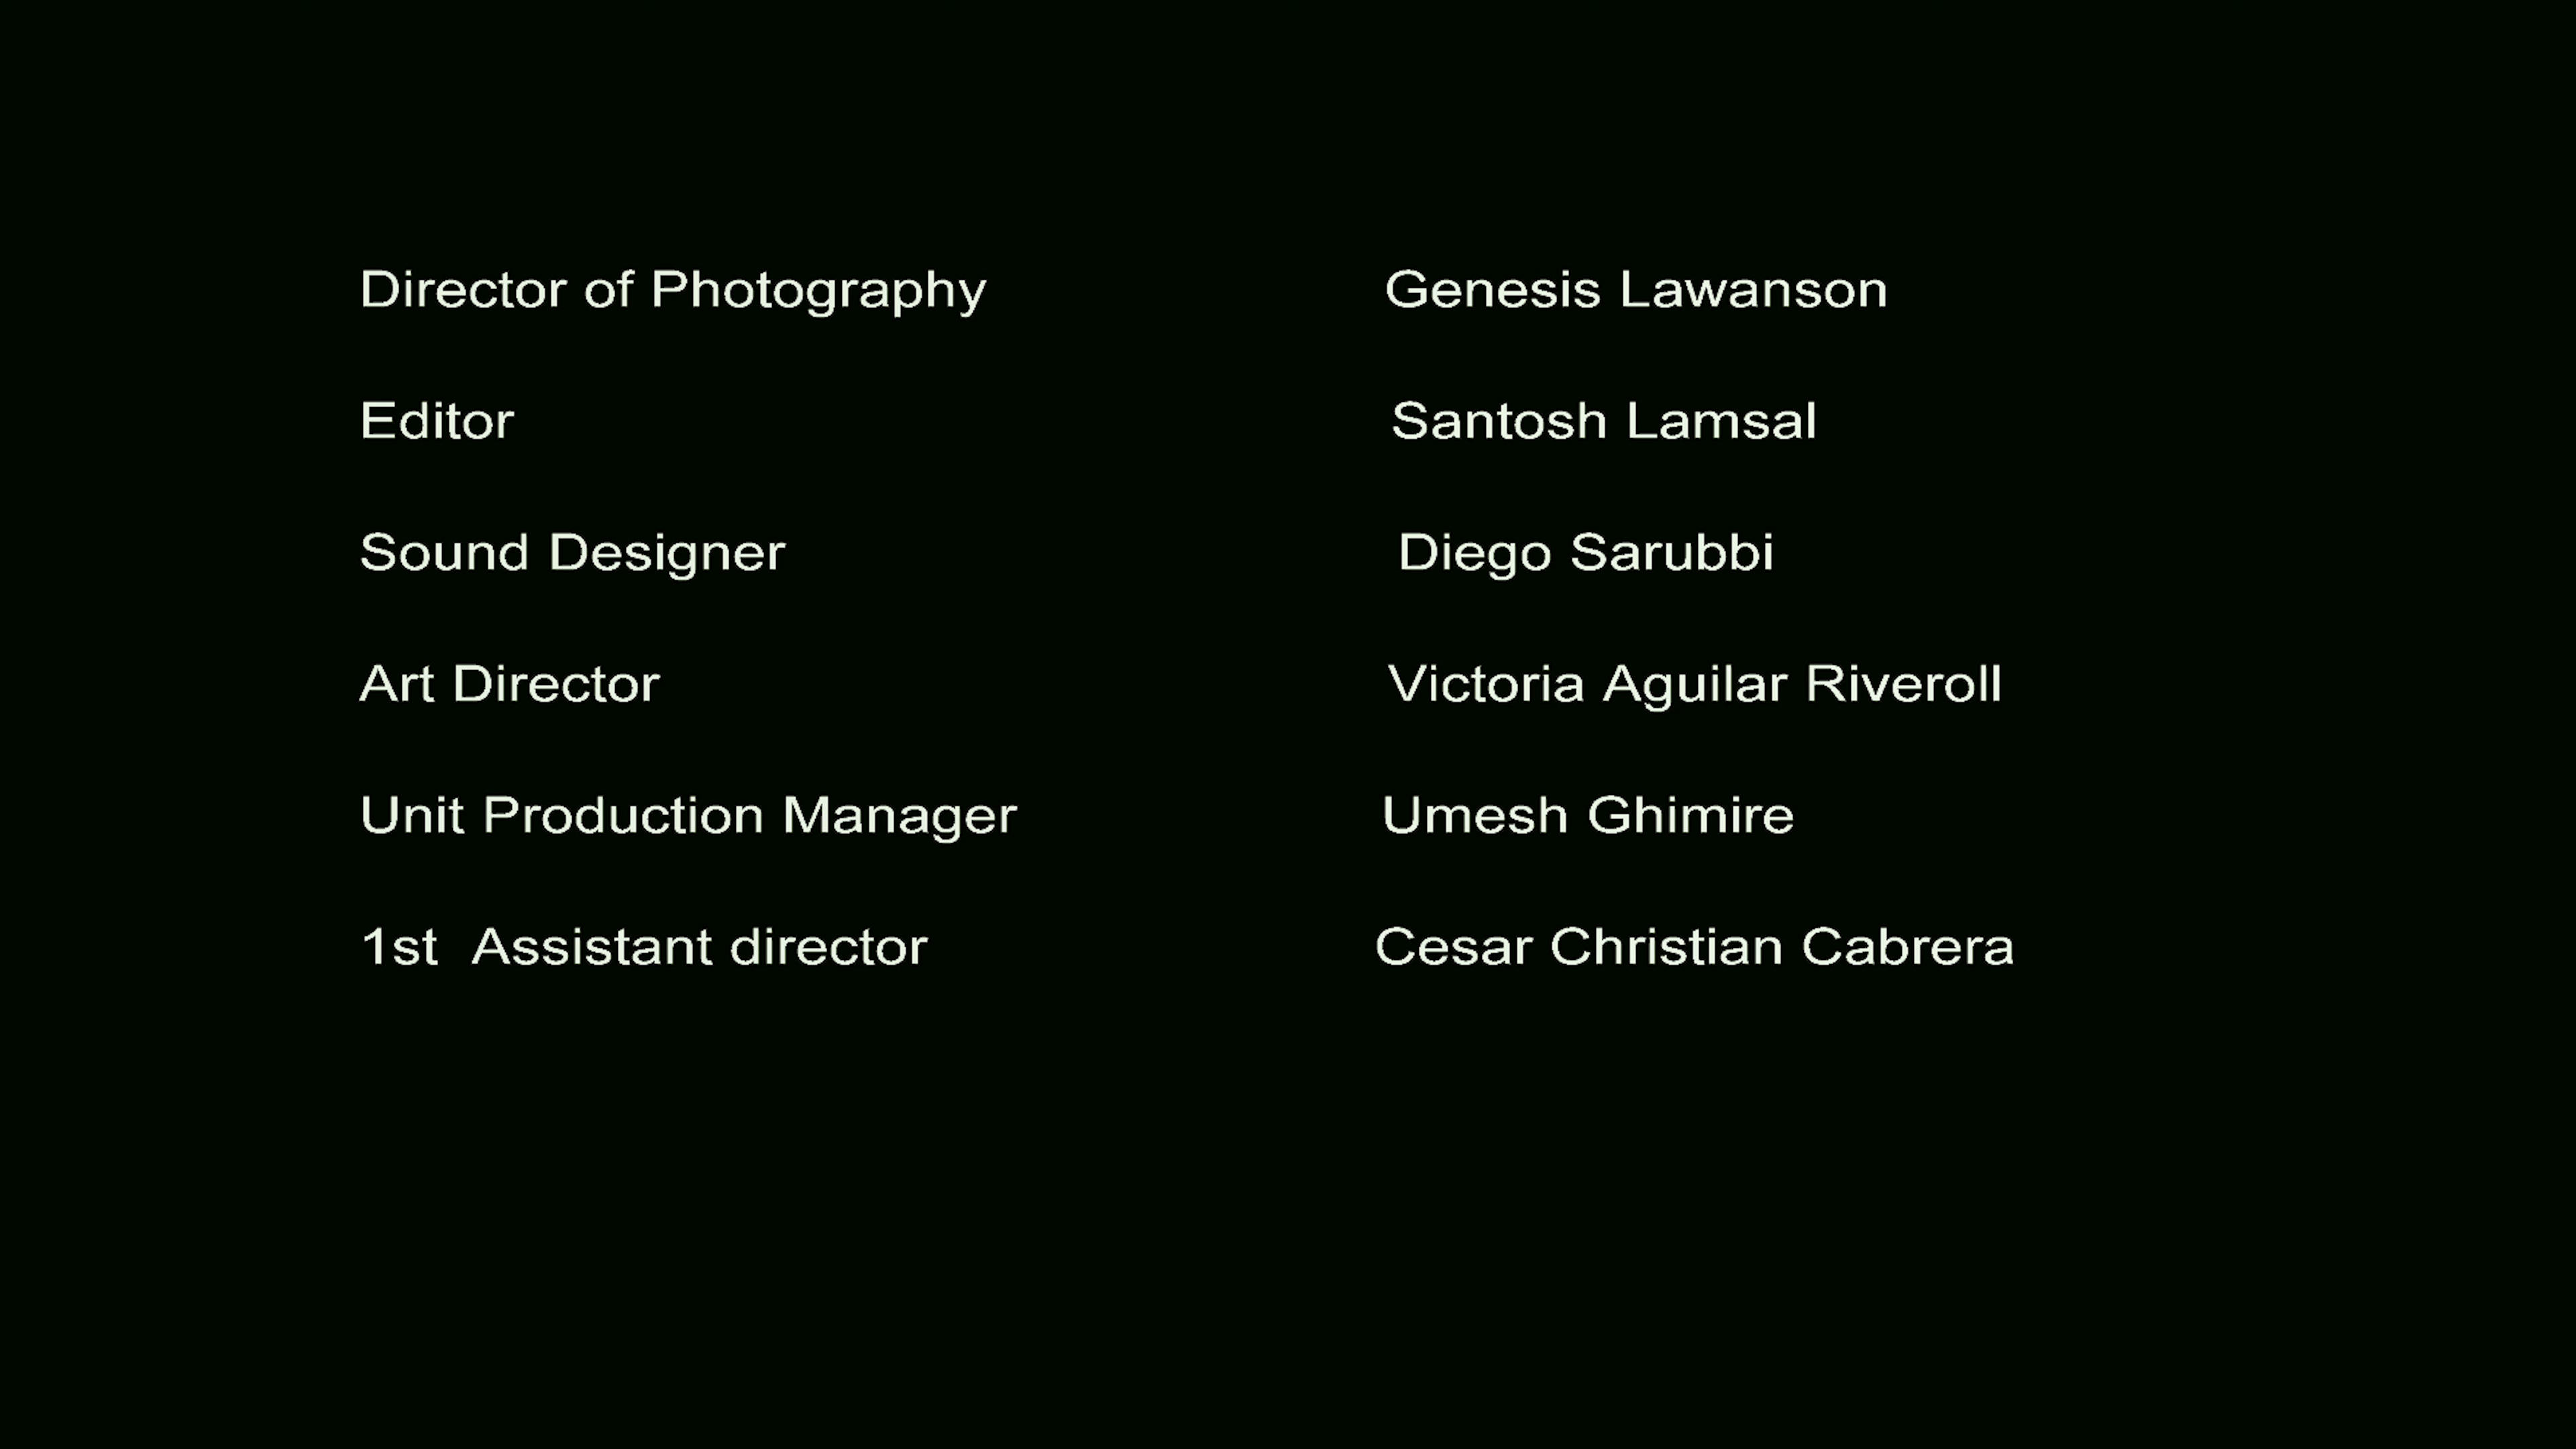 Director of Photography Genesis Lawanson
Editor Santosh Lamsal
Sound Designer Diego Sarubbi
Art Director Victoria Aguilar Riveroll
Unit Production Manager Umesh Ghimire
1st  Assistant director Cesar Christian Cabrera